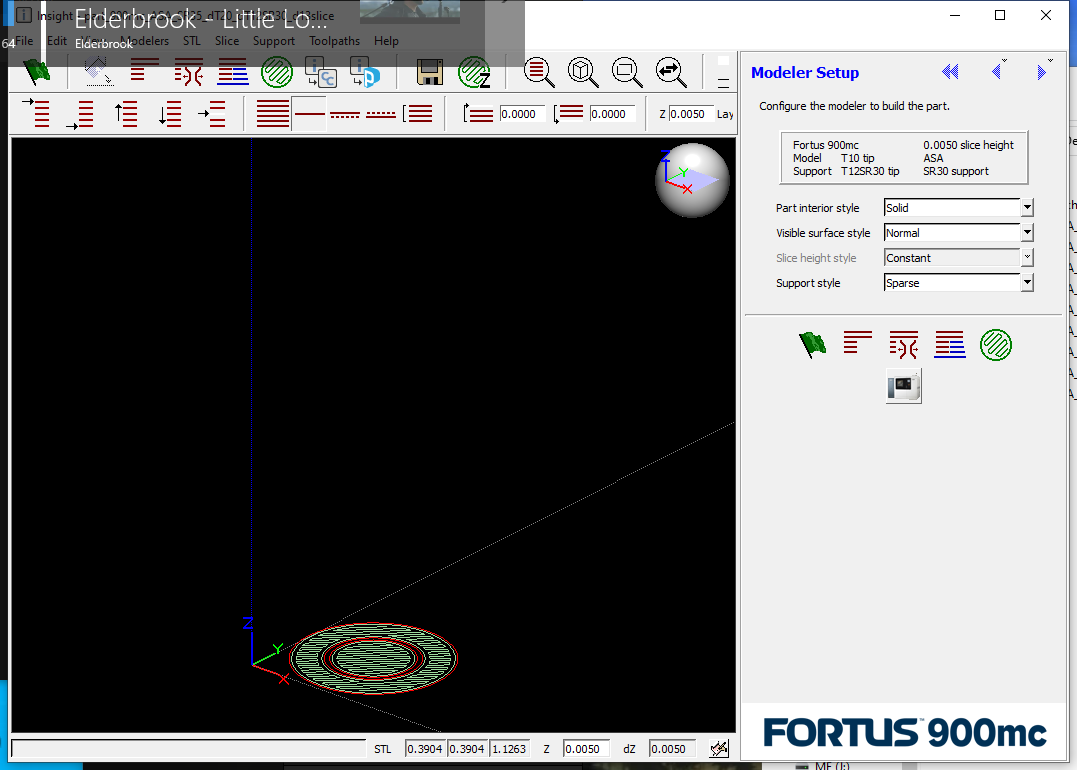 Elderbrook - Little Lo...
Elderbrook
Insight
64
File Edit View Modelers STL Slice Support Toolpaths Help
0.0000
0.0000
Z 0.0050 Lay
Modeler Setup
Configure the modeler to build the part.
Fortus 900mc 0.0050 slice height
Model T10 tip ASA
Support T12SR30 tip SR30 support
Part interior style Solid
Visible surface style Normal
Slice height style Constant
Support style Sparse
Z
Y
X
Z
Y
X
STL 0.3904 0.3904 1.1263 Z 0.0050 dZ 0.0050
FORTUS 900mc